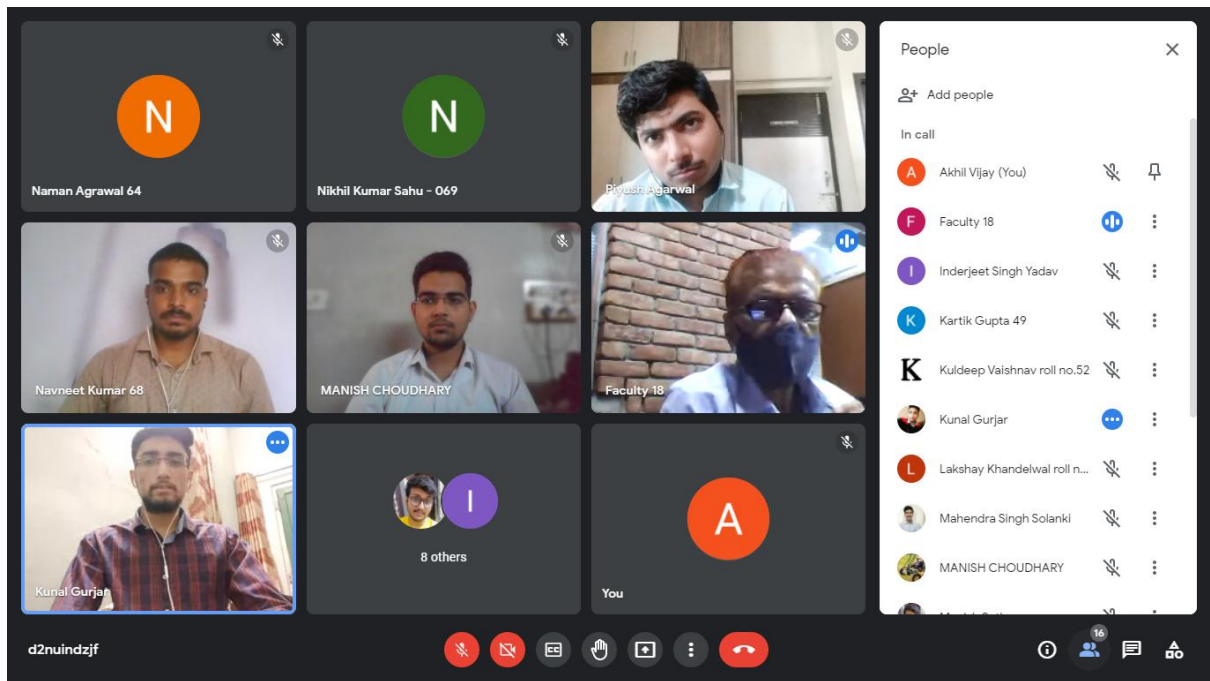 N
Naman Agrawal 64
N
Nikhil Kumar Sahu - 069
Piyush Agarwal
Navneet Kumar 68
MANISH CHOUDHARY
Faculty 18
Kunal Gurjar
I
8 others
A
You
People
Add people
In call
A Akhil Vijay (You)
F Faculty 18
I Inderjeet Singh Yadav
K Kartik Gupta 49
K Kuldeep Vaishnav roll no.52
Kunal Gurjar
L Lakshay Khandelwal roll n...
Mahendra Singh Solanki
MANISH CHOUDHARY
d2nuindzjf
CC
16